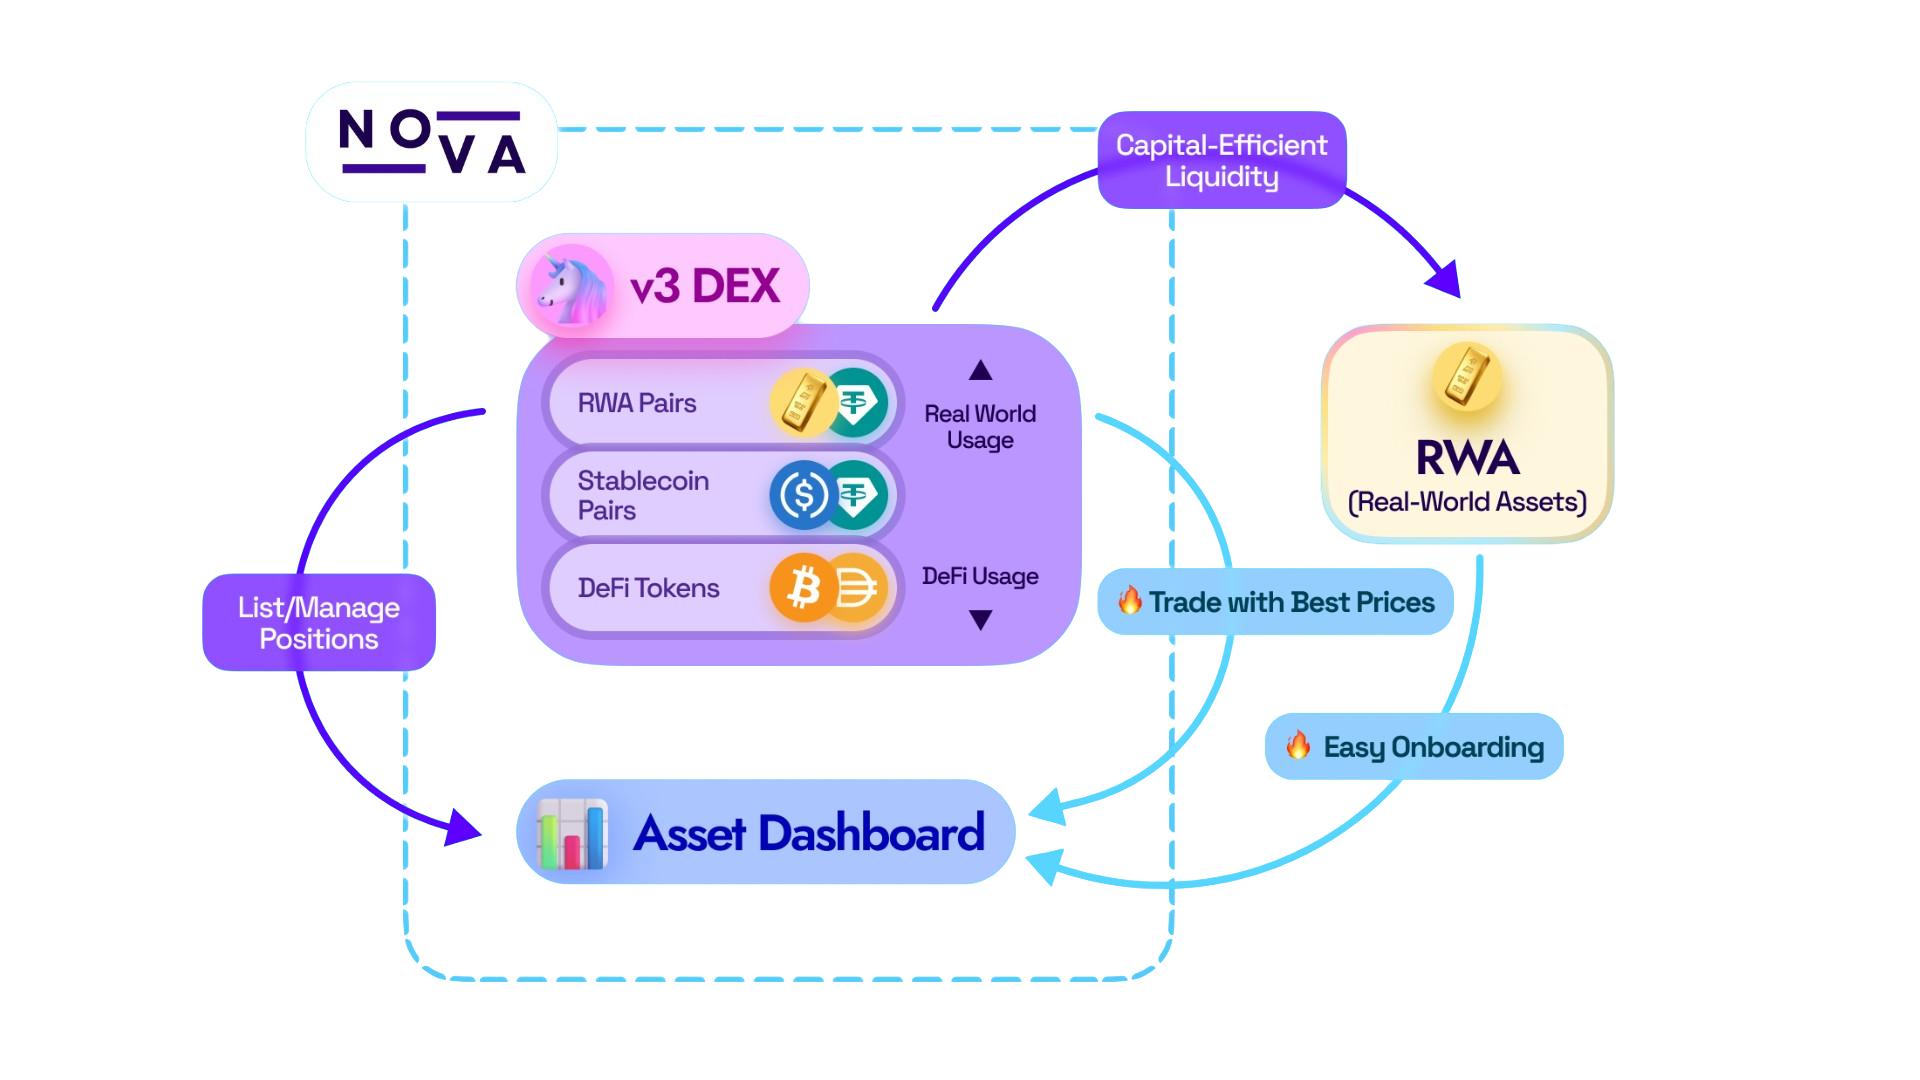 NOVA
Capital-Efficient
Liquidity
v3 DEX
RWA Pairs
Real World
Usage
Stablecoin
Pairs
DeFi Tokens
DeFi Usage
RWA
(Real-World Assets)
List/Manage
Positions
Trade with Best Prices
Easy Onboarding
Asset Dashboard